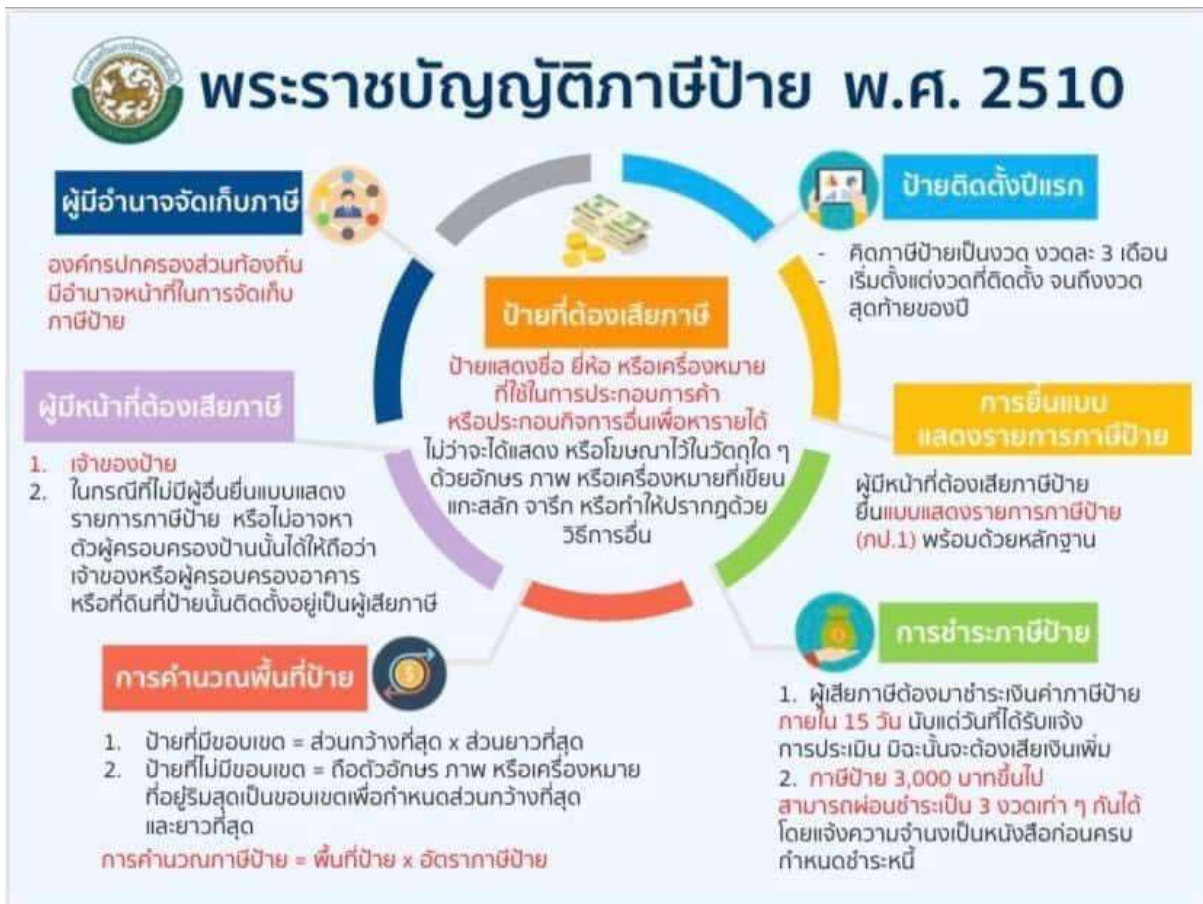 พระราชบัญญัติภาษีป้าย พ.ศ. 2510
ผู้มีอำนาจจัดเก็บภาษี
องค์กรปกครองส่วนท้องถิ่น
มีอำนาจหน้าที่ในการจัดเก็บ
ภาษีป้าย
ป้ายติดตั้งปีแรก
- คิดภาษีป้ายเป็นงวด งวดละ 3 เดือน
- เริ่มตั้งแต่งวดที่ติดตั้ง จนถึงงวด
สุดท้ายของปี
ป้ายที่ต้องเสียภาษี
ป้ายแสดงชื่อ ยี่ห้อ หรือเครื่องหมาย
ที่ใช้ในการประกอบการค้า
หรือประกอบกิจการอื่นเพื่อหารายได้
ไม่ว่าจะได้แสดง หรือโฆษณาไว้ในวัตถุใด ๆ
ด้วยอักษร ภาพ หรือเครื่องหมายที่เขียน
แกะสลัก จารึก หรือทำให้ปรากฏด้วย
วิธีการอื่น
ผู้มีหน้าที่ต้องเสียภาษี
1. เจ้าของป้าย
2. ในกรณีที่ไม่มีผู้อื่นยื่นแบบแสดง
รายการภาษีป้าย หรือไม่อาจหา
ตัวผู้ครอบครองป้านนั้นได้ให้ถือว่า
เจ้าของหรือผู้ครอบครองอาคาร
หรือที่ดินที่ป้ายนั้นติดตั้งอยู่เป็นผู้เสียภาษี
การยื่นแบบ
แสดงรายการภาษีป้าย
ผู้มีหน้าที่ต้องเสียภาษีป้าย
ยื่นแบบแสดงรายการภาษีป้าย
(ภป.1) พร้อมด้วยหลักฐาน
การคำนวณพื้นที่ป้าย
1. ป้ายที่มีขอบเขต = ส่วนกว้างที่สุด x ส่วนยาวที่สุด
2. ป้ายที่ไม่มีขอบเขต = ถือตัวอักษร ภาพ หรือเครื่องหมาย
ที่อยู่ริมสุดเป็นขอบเขตเพื่อกำหนดส่วนกว้างที่สุด
และยาวที่สุด
การคำนวณภาษีป้าย = พื้นที่ป้าย x อัตราภาษีป้าย
การชำระภาษีป้าย
1. ผู้เสียภาษีต้องมาชำระเงินค่าภาษีป้าย
ภายใน 15 วัน นับแต่วันที่ได้รับแจ้ง
การประเมิน มิฉะนั้นจะต้องเสียเงินเพิ่ม
2. ภาษีป้าย 3,000 บาทขึ้นไป
สามารถผ่อนชำระเป็น 3 งวดเท่า ๆ กันได้
โดยแจ้งความจำนงเป็นหนังสือก่อนครบ
กำหนดชำระหนี้